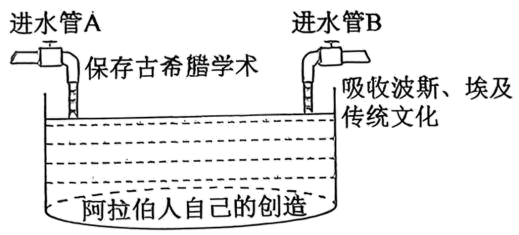 进水管A
进水管B
保存古希腊学术
吸收波斯、埃及
传统文化
阿拉伯人自己的创造